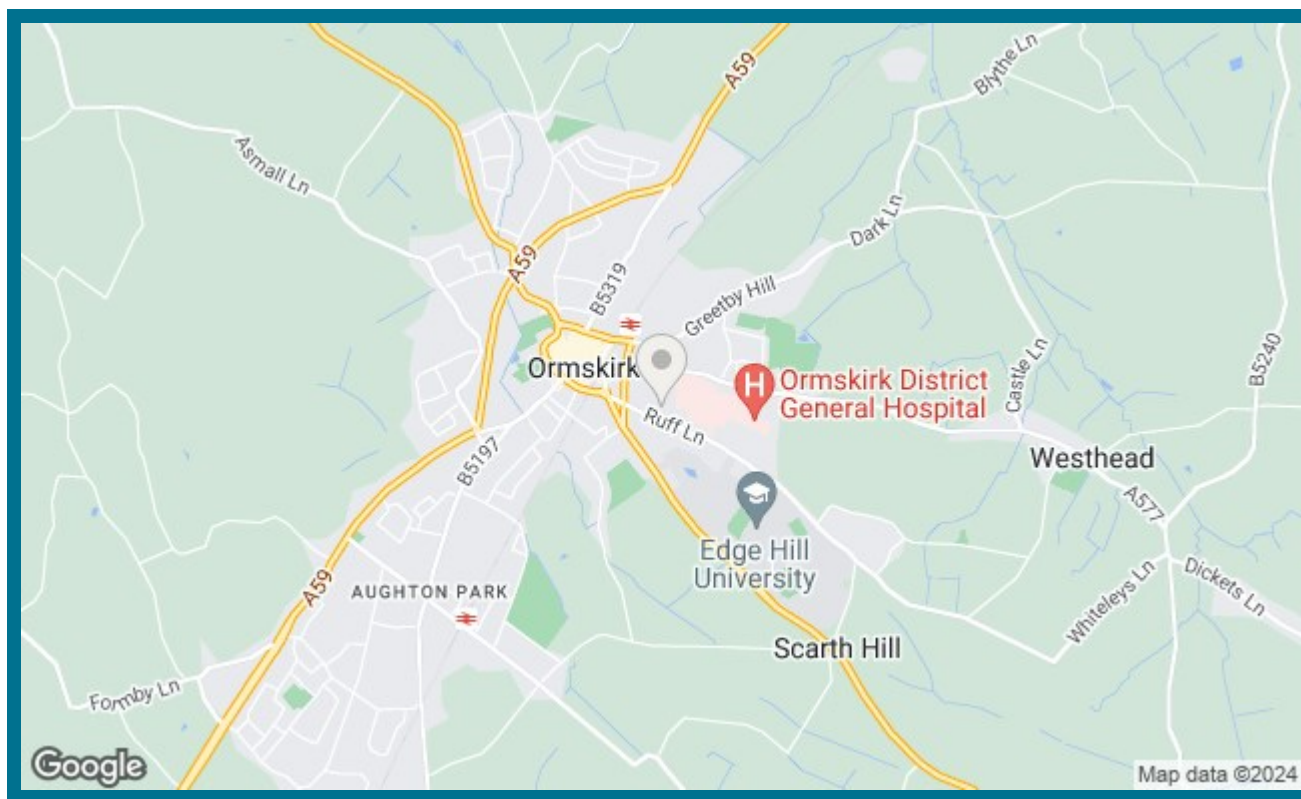 A59
A59
Blythe Ln
Asmall Ln
Dark Ln
A59
B5319
Greetby Hill
B5240
Castle Ln
Ormskirk
H
Ormskirk District
General Hospital
Ruff Ln
B5197
Westhead
A577
Edge Hill
University
A59
AUGHTON PARK
Dickets Ln
Whiteleys Ln
Scarth Hill
Formby Ln
Google
Map data ©2024